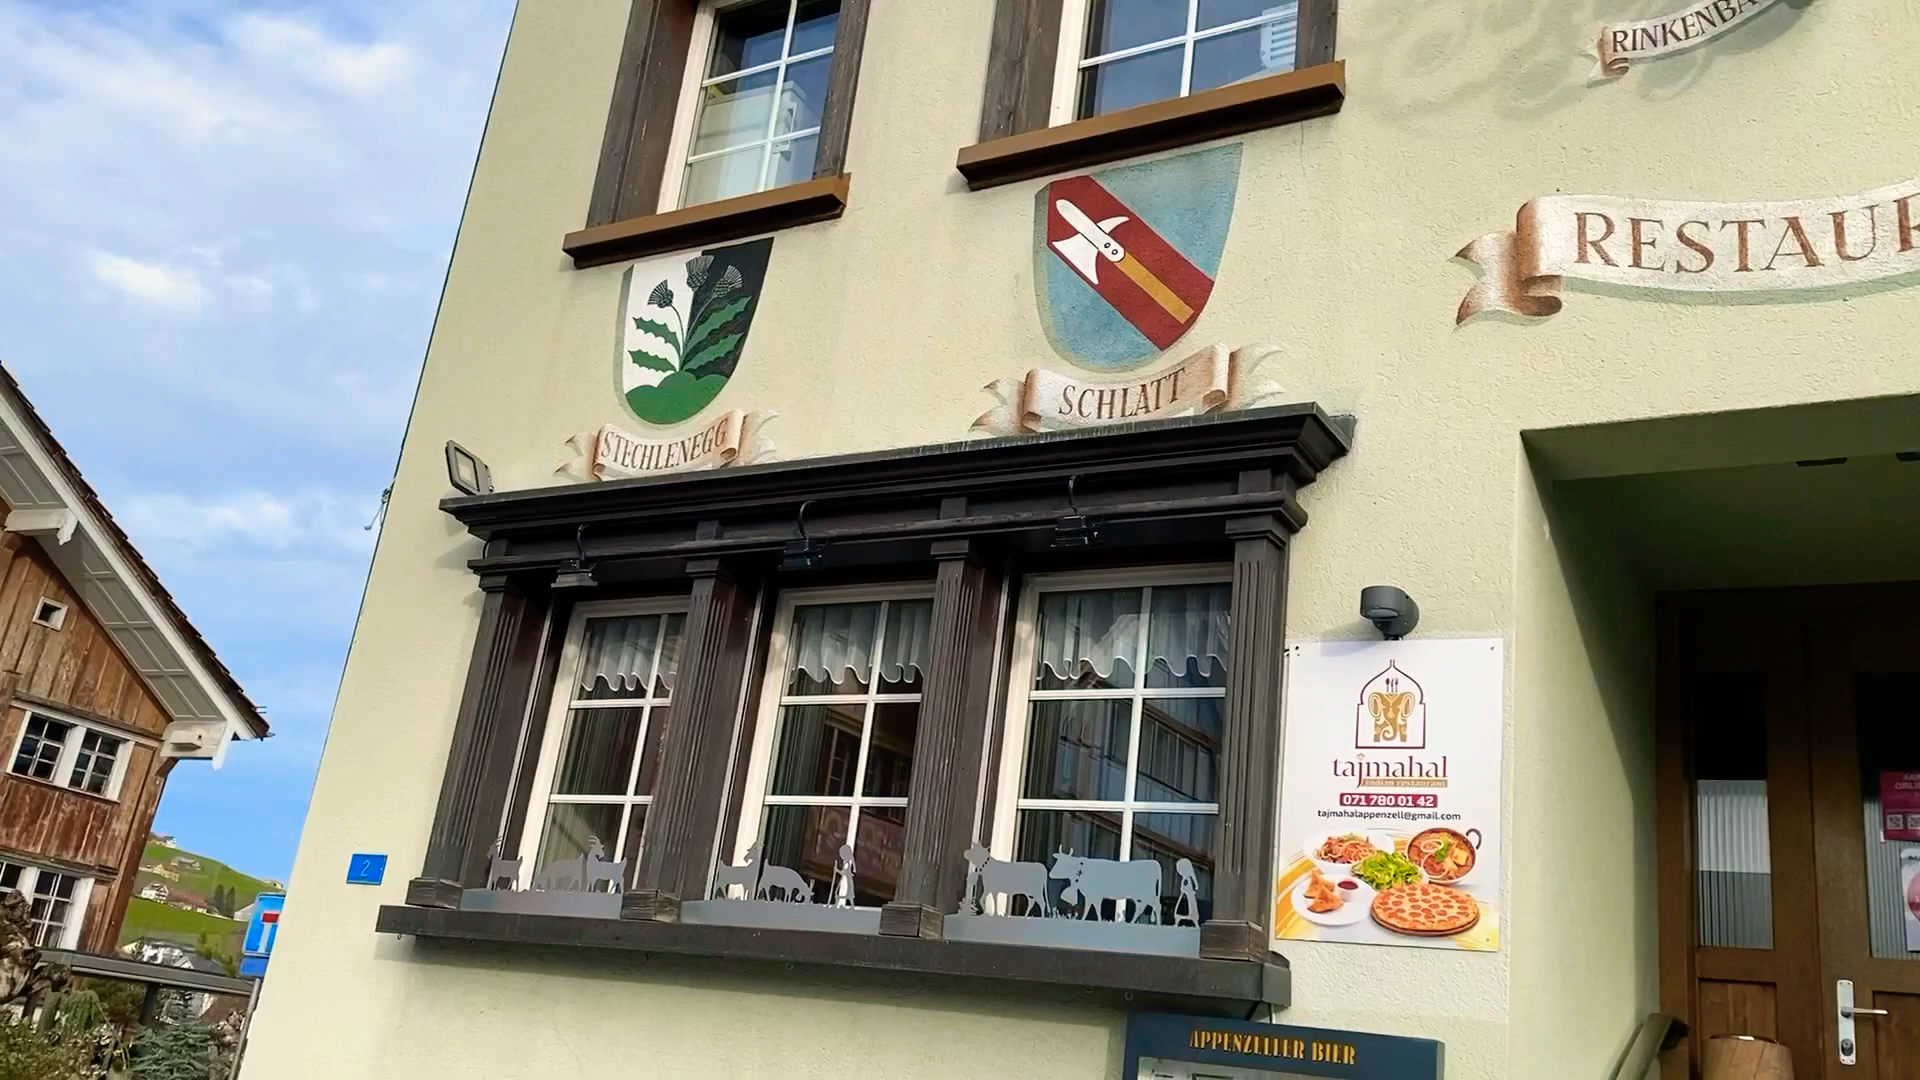 RINKENBA
RESTAUR
SCHLATT
STECHLENEGG
tajmahal
indian restaurant
071 780 01 42
tajmahalappenzell@gmail.com
2
APPENZELLER BIER